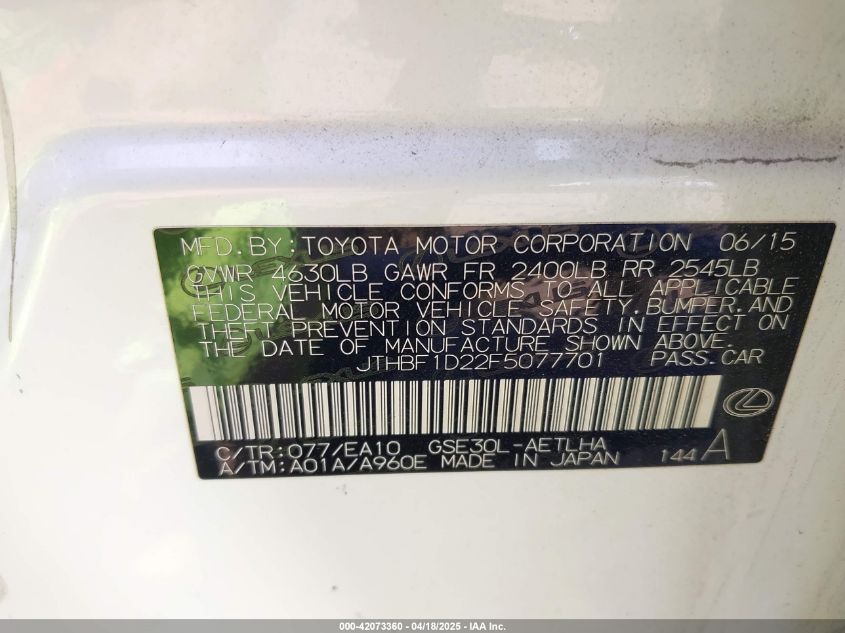 MFD. BY: TOYOTA MOTOR CORPORATION 06/15
GVWR 4630LB GAWR FR 2400LB RR 2545LB
THIS VEHICLE CONFORMS TO ALL APPLICABLE
FEDERAL MOTOR VEHICLE SAFETY, BUMPER, AND
THEFT PREVENTION STANDARDS IN EFFECT ON
THE DATE OF MANUFACTURE SHOWN ABOVE.
JTHBF1D22F5077701 PASS. CAR
C/TR: 077/EA10 GSE30L-AETLHA
A/TM: A01A/A960E MADE IN JAPAN 144 A
000-42073360 - 04/18/2025 - IAA Inc.